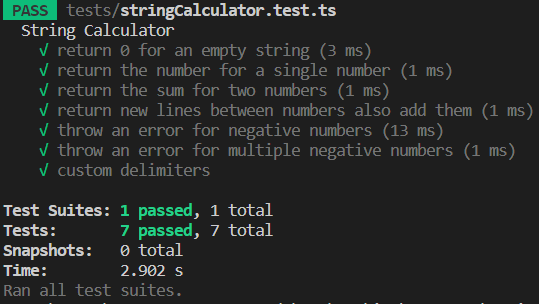 PASS tests/stringCalculator.test.ts
String Calculator
√ return 0 for an empty string (3 ms)
√ return the number for a single number (1 ms)
√ return the sum for two numbers (1 ms)
√ return new lines between numbers also add them (1 ms)
√ throw an error for negative numbers (13 ms)
√ throw an error for multiple negative numbers (1 ms)
√ custom delimiters
Test Suites: 1 passed, 1 total
Tests: 7 passed, 7 total
Snapshots: 0 total
Time: 2.902 s
Ran all test suites.